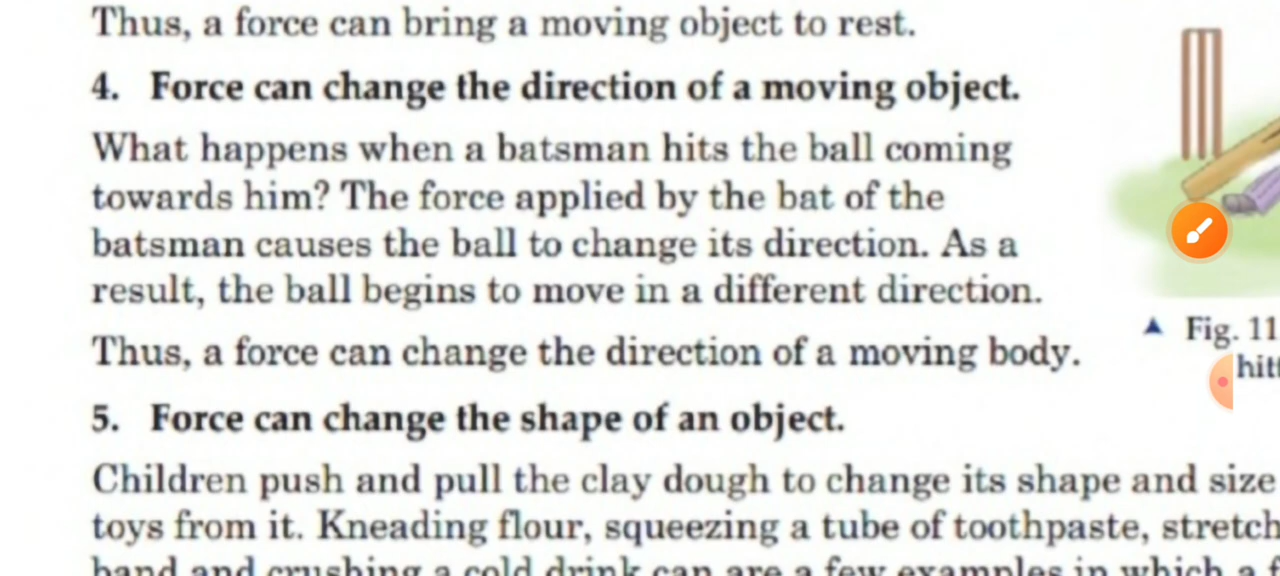 Thus, a force can bring a moving object to rest.
4. Force can change the direction of a moving object.
What happens when a batsman hits the ball coming
towards him? The force applied by the bat of the
batsman causes the ball to change its direction. As a
result, the ball begins to move in a different direction.
Thus, a force can change the direction of a moving body.
▲ Fig. 11
hitt
5. Force can change the shape of an object.
Children push and pull the clay dough to change its shape and size
toys from it. Kneading flour, squeezing a tube of toothpaste, stretch
band and crushing a cold drink can are a few examples in which a f